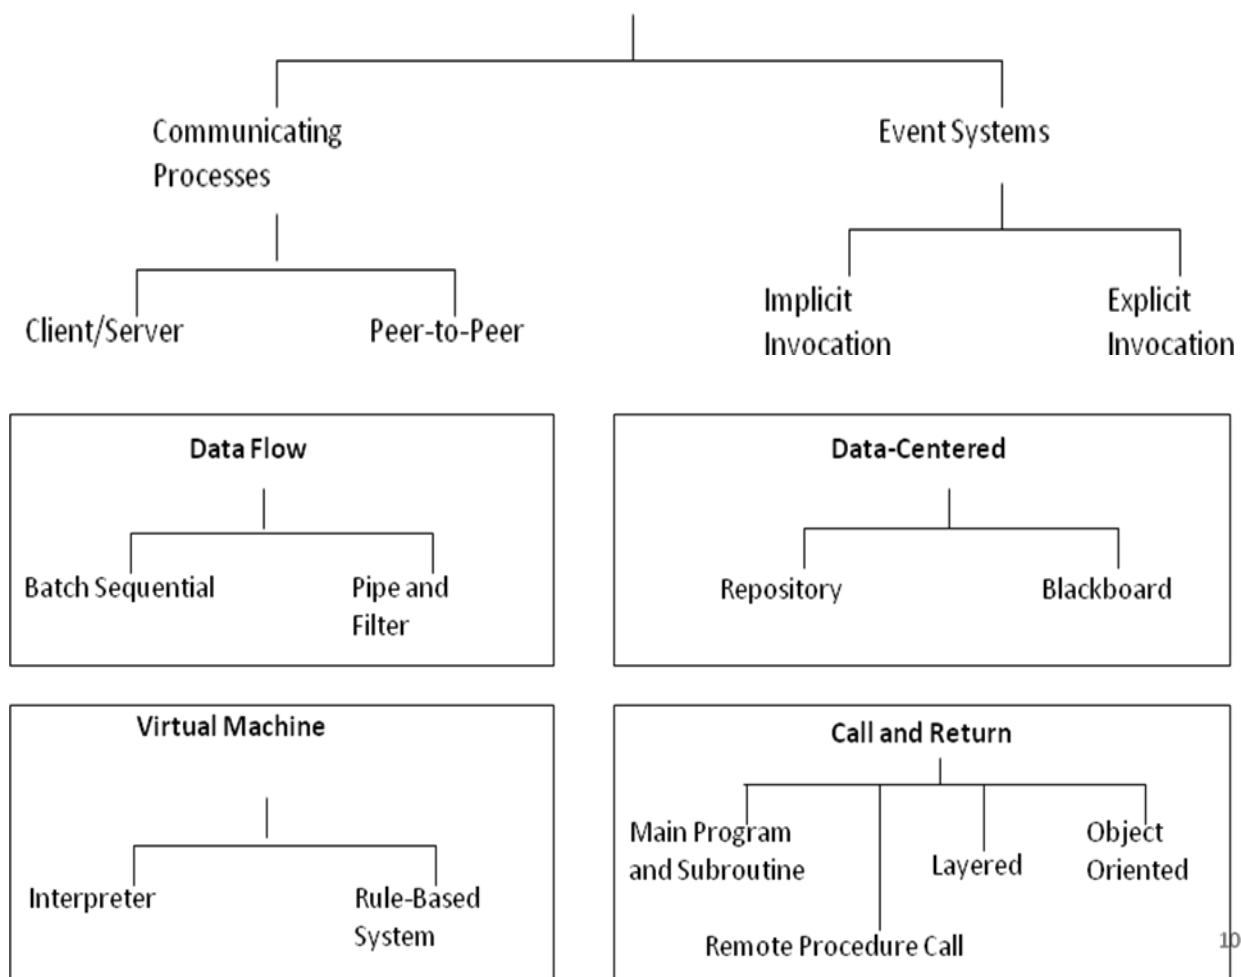 Communicating
Processes
Event Systems
Client/Server
Peer-to-Peer
Implicit
Invocation
Explicit
Invocation
Data Flow
Batch Sequential
Pipe and
Filter
Data-Centered
Repository
Blackboard
Virtual Machine
Interpreter
Rule-Based
System
Call and Return
Main Program
and Subroutine
Remote Procedure Call
Layered
Object
Oriented
10